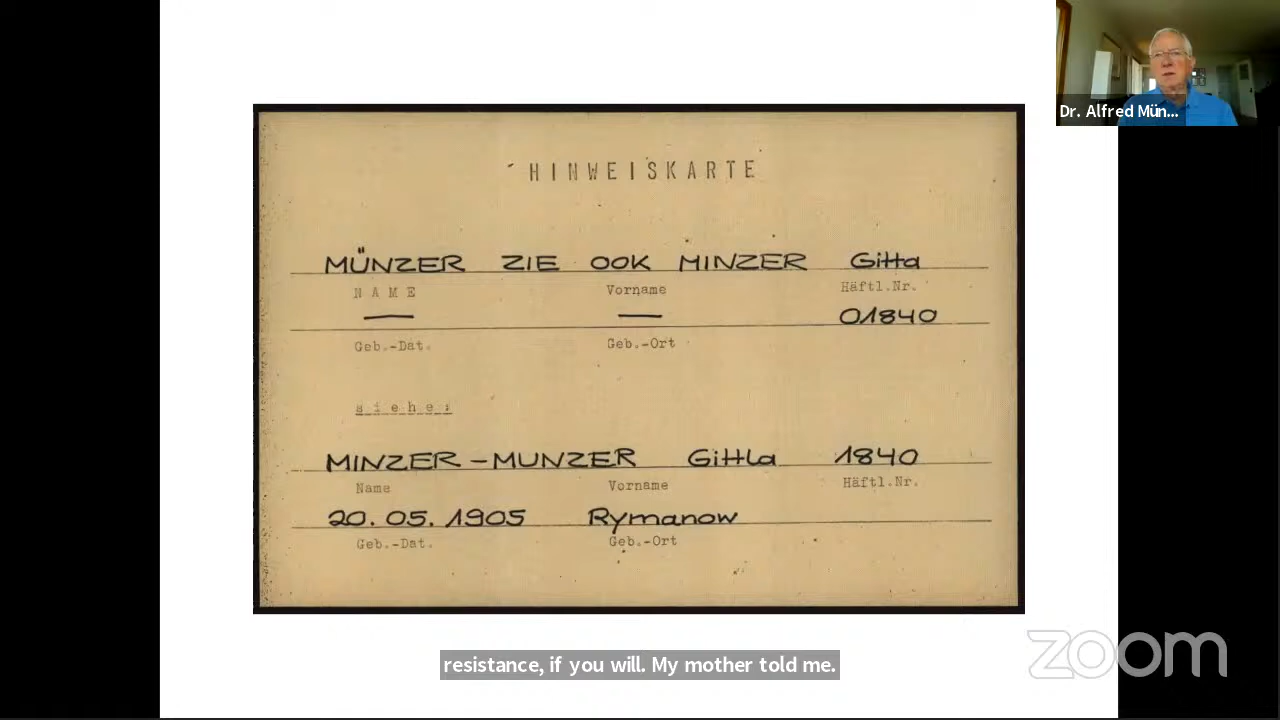 Dr. Alfred Mün...
HINWEISKARTE
MÜNZER ZIE OOK MINZER Gitta
NAME Vorname Häftl.Nr.
— — 01840
Geb.-Dat. Geb.-Ort
siehe:
MINZER-MUNZER Gittla 1840
Name Vorname Häftl.Nr.
20.05.1905 Rymanow
Geb.-Dat. Geb.-Ort
resistance, if you will. My mother told me.
zoom